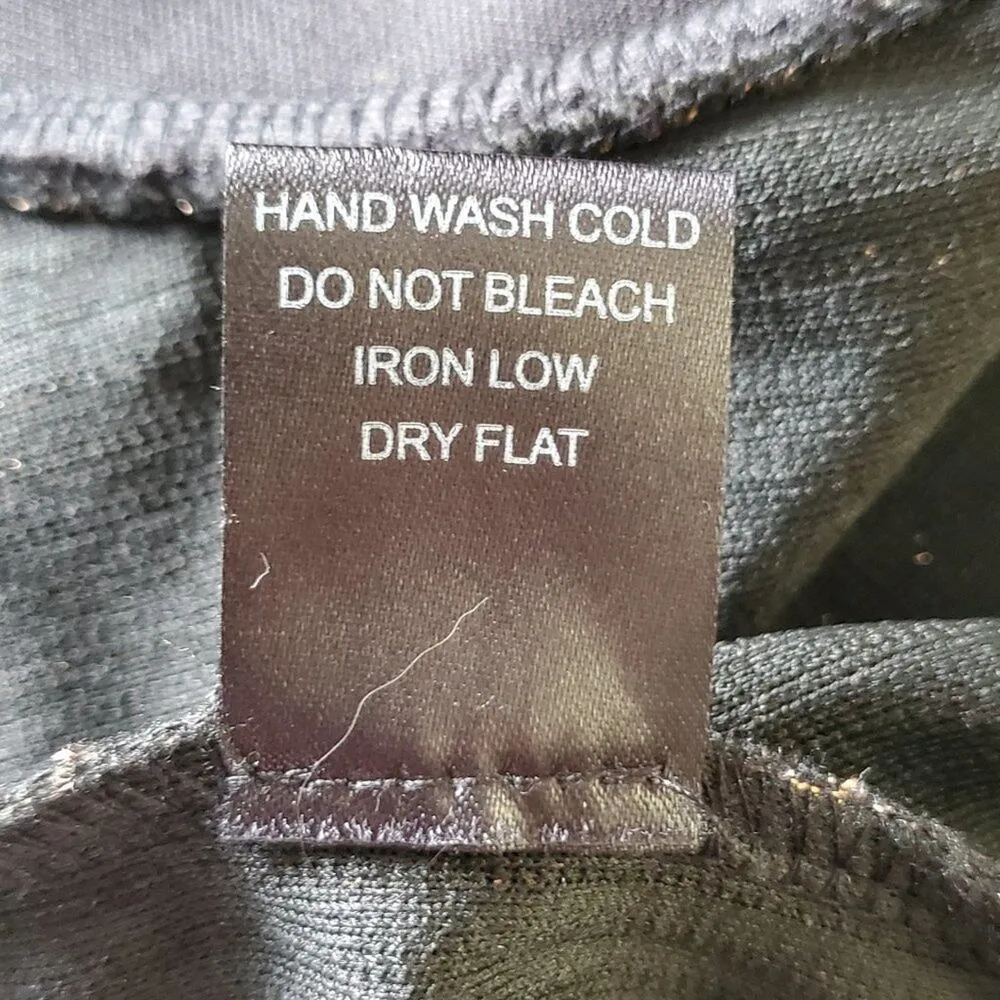 HAND WASH COLD
DO NOT BLEACH
IRON LOW
DRY FLAT